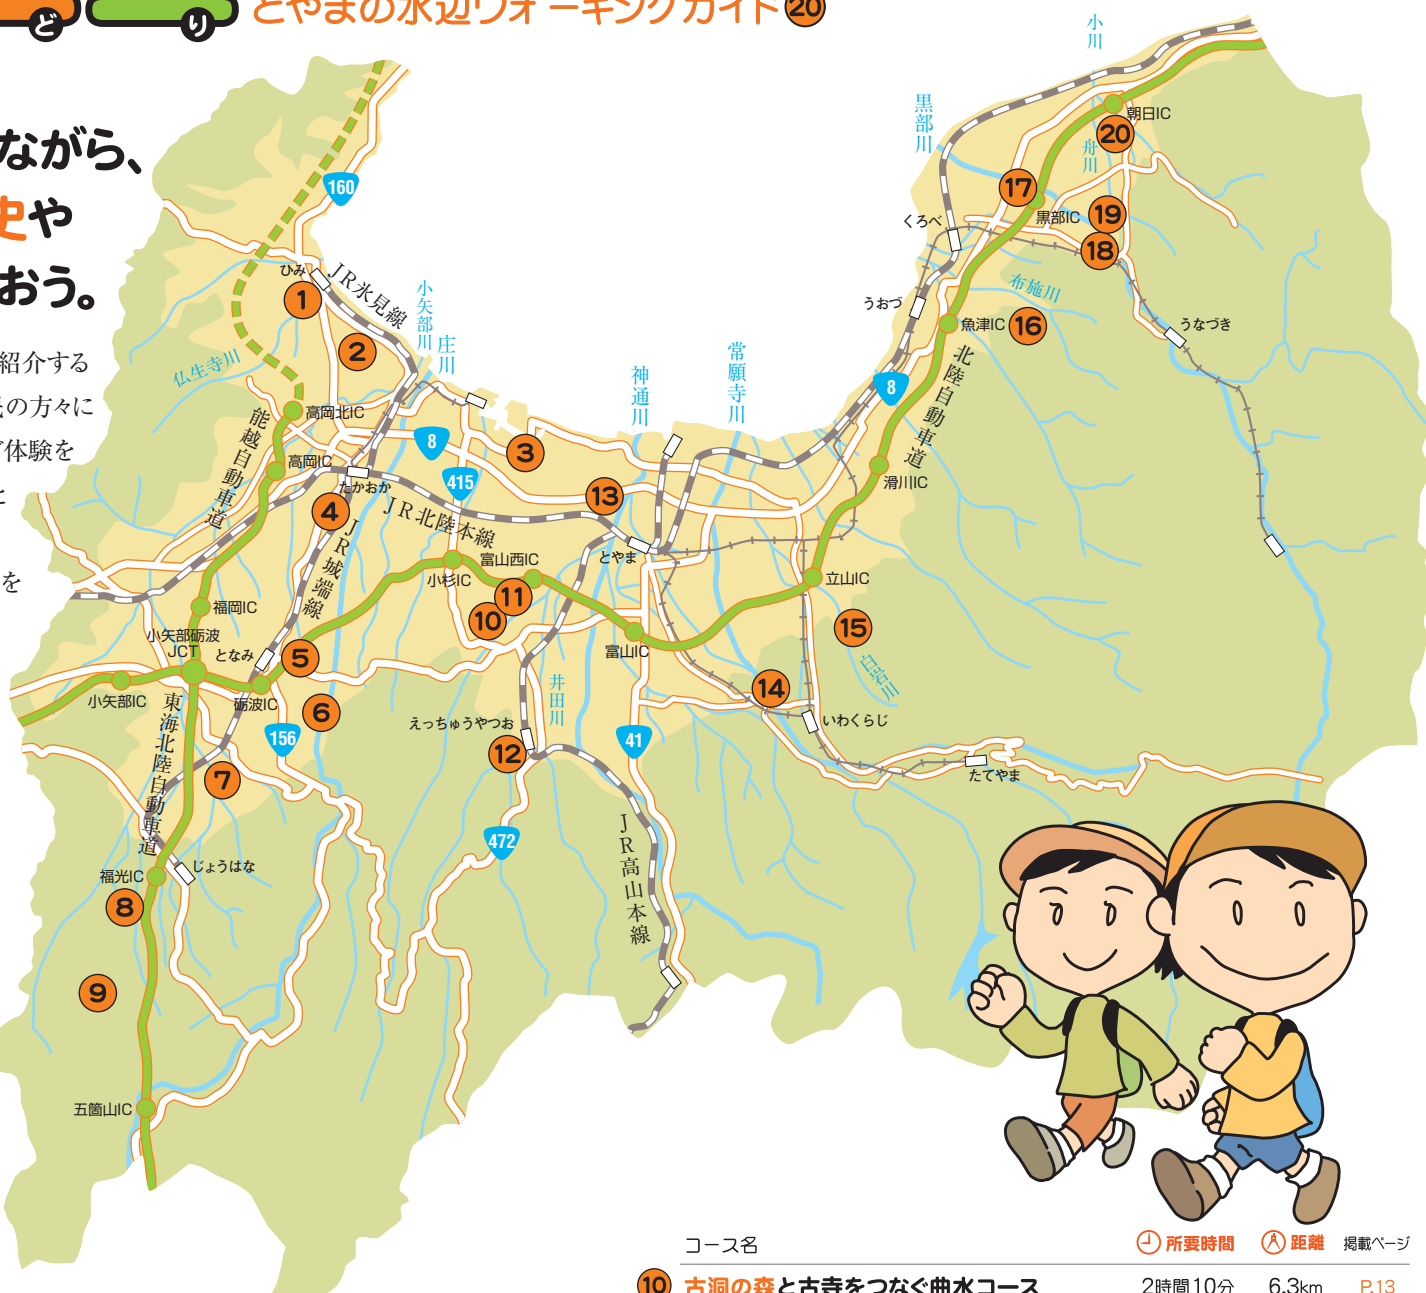 ど
り
とやまの水辺ウォーキングガイド20
ながら、
史や
おう。
紹介する
の方々に
体験を
を
小川
黒部川
朝日IC
20
舟川
160
17
黒部IC
19
18
くろべ
布施川
うおづ
魚津IC
16
うなづき
ひみ
JR氷見線
1
2
小矢部川
庄川
仏生寺川
神通川
常願寺川
8
北陸自動車道
高岡北IC
能越自動車道
8
3
高岡IC
415
滑川IC
たかおか
4
JR北陸本線
13
JR城端線
とやま
富山西IC
小杉IC
立山IC
11
10
福岡IC
15
小矢部砺波
JCT
となみ
5
富山IC
白岩川
小矢部IC
砺波IC
14
井田川
東海北陸自動車道
6
156
えっちゅうやつお
いわくらじ
12
41
7
たてやま
472
JR高山本線
じょうはな
福光IC
8
9
五箇山IC
コース名 所要時間 距離 掲載ページ
10 古洞の森と古寺をつなぐ曲水コース 2時間10分 6.3km P.13